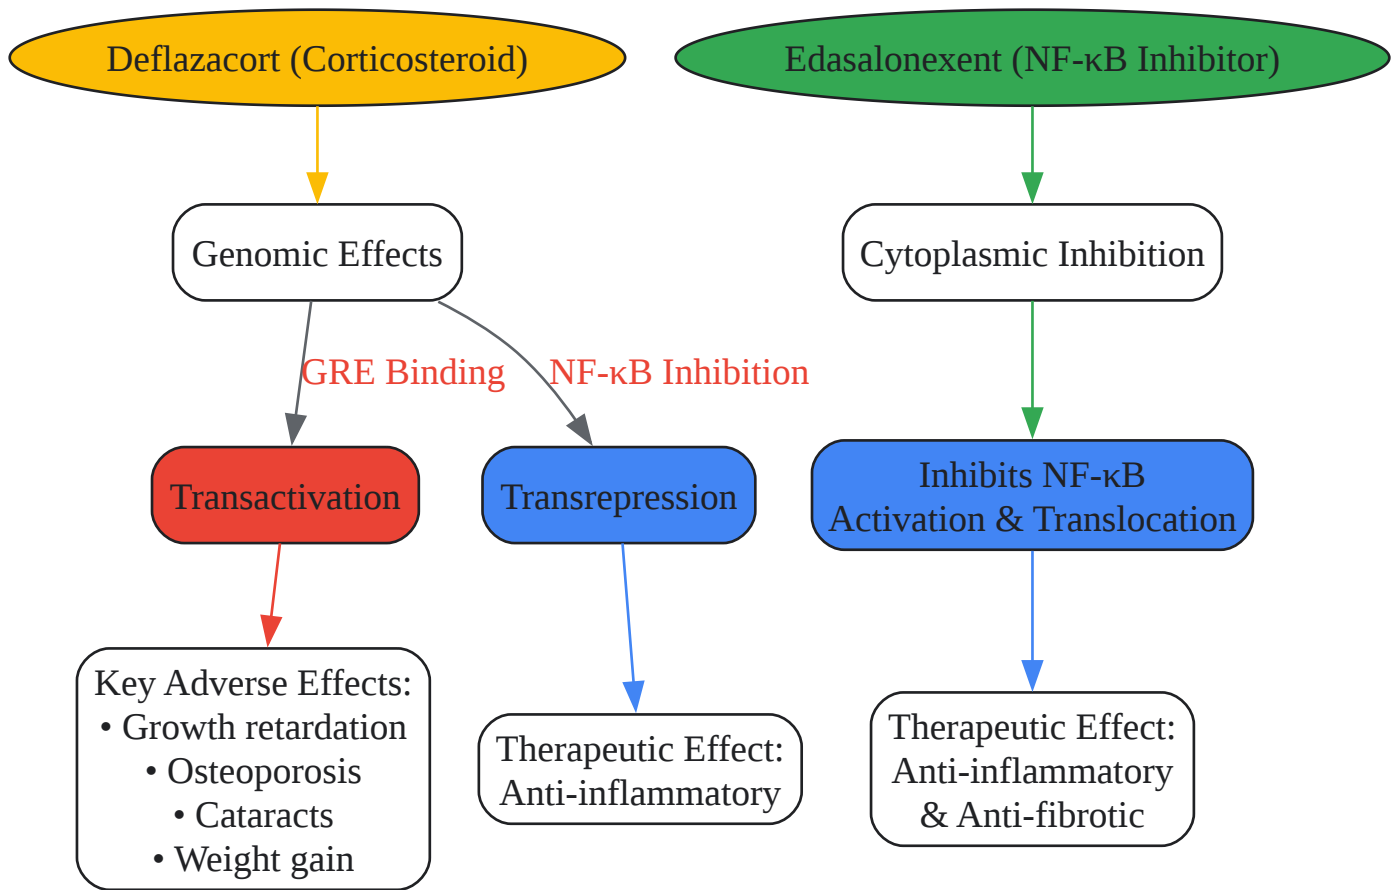 Deflazacort (Corticosteroid)
Edasalonexent (NF-κB Inhibitor)
Genomic Effects
Cytoplasmic Inhibition
GRE Binding
NF-κB Inhibition
Transactivation
Transrepression
Inhibits NF-κB
Activation & Translocation
Key Adverse Effects:
• Growth retardation
• Osteoporosis
• Cataracts
• Weight gain
Therapeutic Effect:
Anti-inflammatory
Therapeutic Effect:
Anti-inflammatory
& Anti-fibrotic